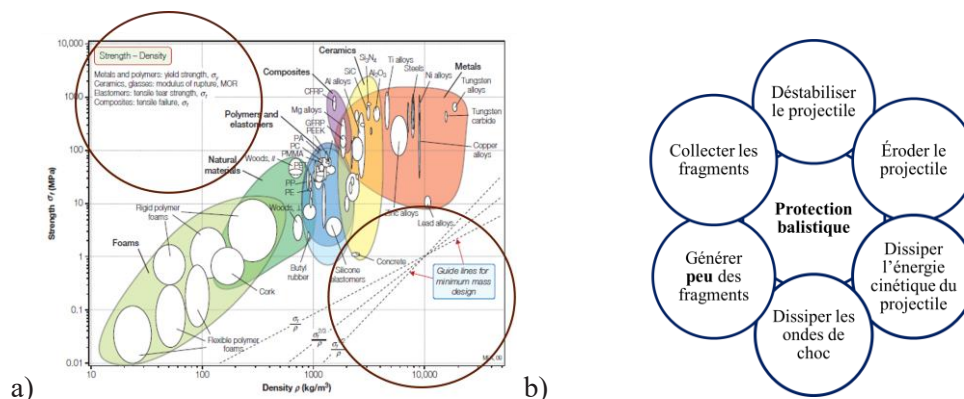 10,000
1000
100
10
1
0.1
0.01
Strength σf (MPa)
Strength – Density
Metals and polymers: yield strength, σy
Ceramics, glasses: modulus of rupture, MOR
Elastomers: tensile tear strength, σt
Composites: tensile failure, σt
Ceramics
Si3N4
SiC
Al2O3
Ti alloys
Steels
Ni alloys
Metals
Tungsten
alloys
Tungsten
carbide
Copper
alloys
Composites
CFRP
Al alloys
Mg alloys
GFRP
Polymers and
elastomers
PEEK
PA
PC
PMMA
Natural
materials
Woods, //
PP
PE
Woods,
Rigid polymer
foams
Foams
Zinc alloys
Lead alloys
Butyl
rubber
Silicone
elastomers
Concrete
Cork
Guide lines for
minimum mass
design
Flexible polymer
foams
10
100
1000
10,000
Density ρ (kg/m3)
a)
b)
Déstabiliser
le projectile
Collecter les
fragments
Éroder le
projectile
Protection
balistique
Générer
peu des
fragments
Dissiper
l’énergie
cinétique du
projectile
Dissiper les
ondes de
choc